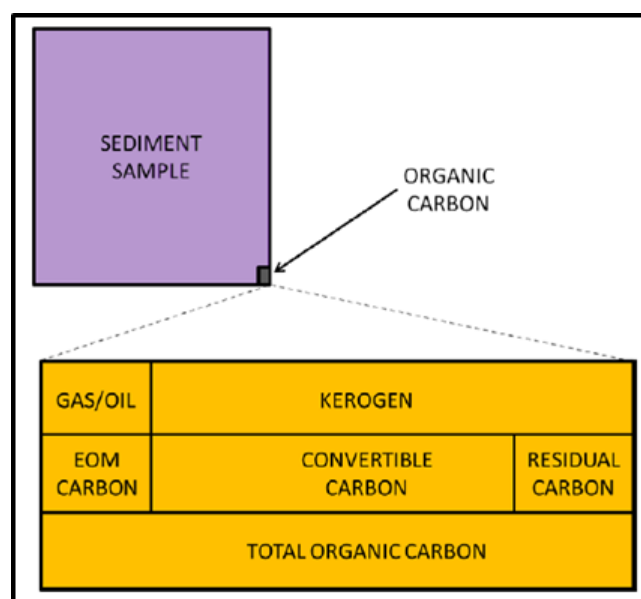 SEDIMENT
SAMPLE
ORGANIC
CARBON
GAS/OIL
KEROGEN
EOM
CARBON
CONVERTIBLE
CARBON
RESIDUAL
CARBON
TOTAL ORGANIC CARBON